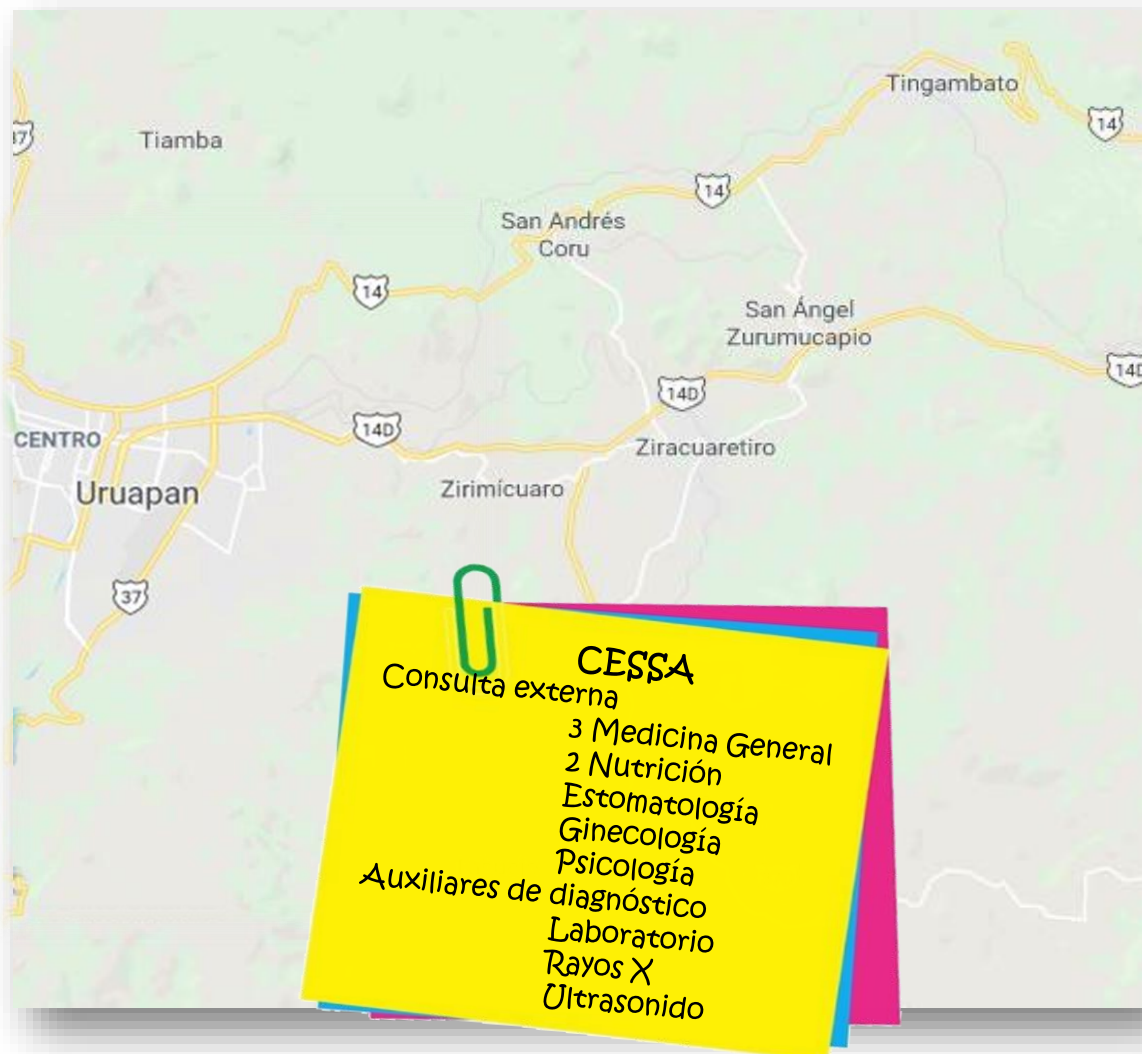 Tingambato
37
14
Tiamba
14
San Andrés
Coru
14
San Ángel
Zurumucapio
14D
14D
14D
CENTRO
Ziracuaretiro
Uruapan
Zirimícuaro
37
CESSA
Consulta externa
3 Medicina General
2 Nutrición
Estomatología
Ginecología
Psicología
Auxiliares de diagnóstico
Laboratorio
Rayos X
Ultrasonido